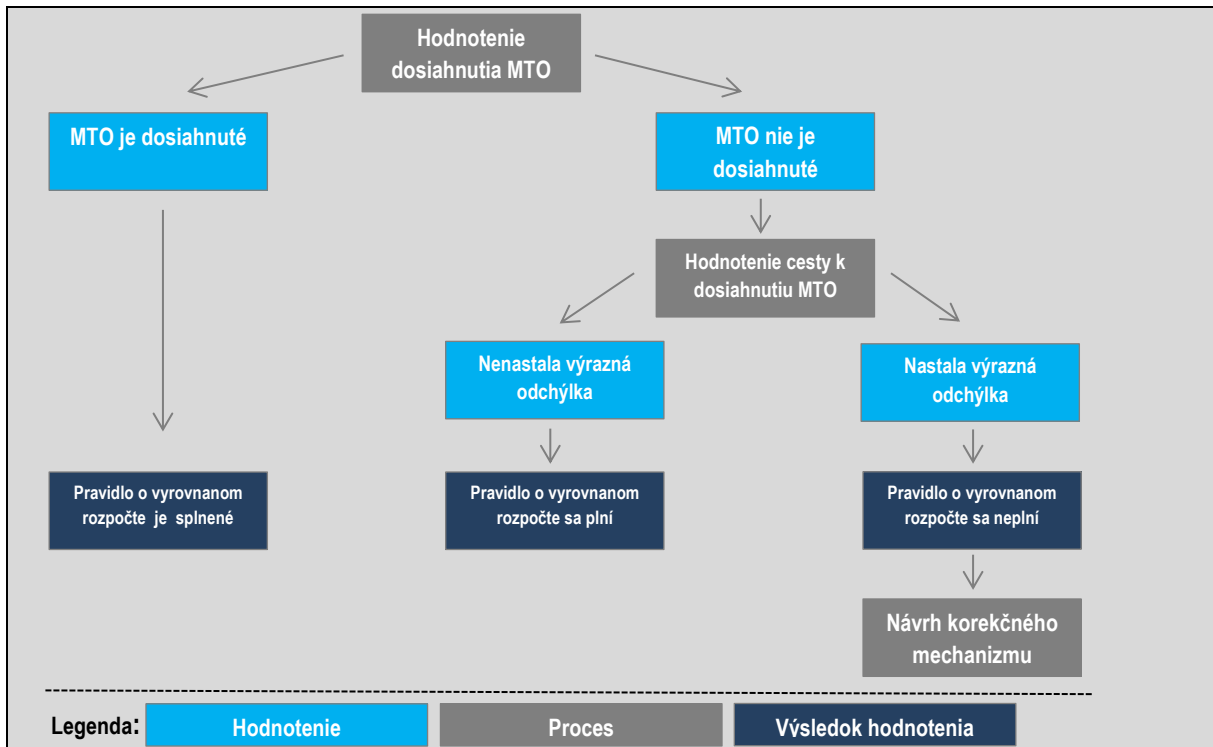 Hodnotenie
dosiahnutia MTO
MTO je dosiahnuté
MTO nie je
dosiahnuté
Hodnotenie cesty k
dosiahnutiu MTO
Nenastala výrazná
odchýlka
Nastala výrazná
odchýlka
Pravidlo o vyrovnanom
rozpočte je splnené
Pravidlo o vyrovnanom
rozpočte sa plní
Pravidlo o vyrovnanom
rozpočte sa neplní
Návrh korekčného
mechanizmu
Legenda: Hodnotenie Proces Výsledok hodnotenia